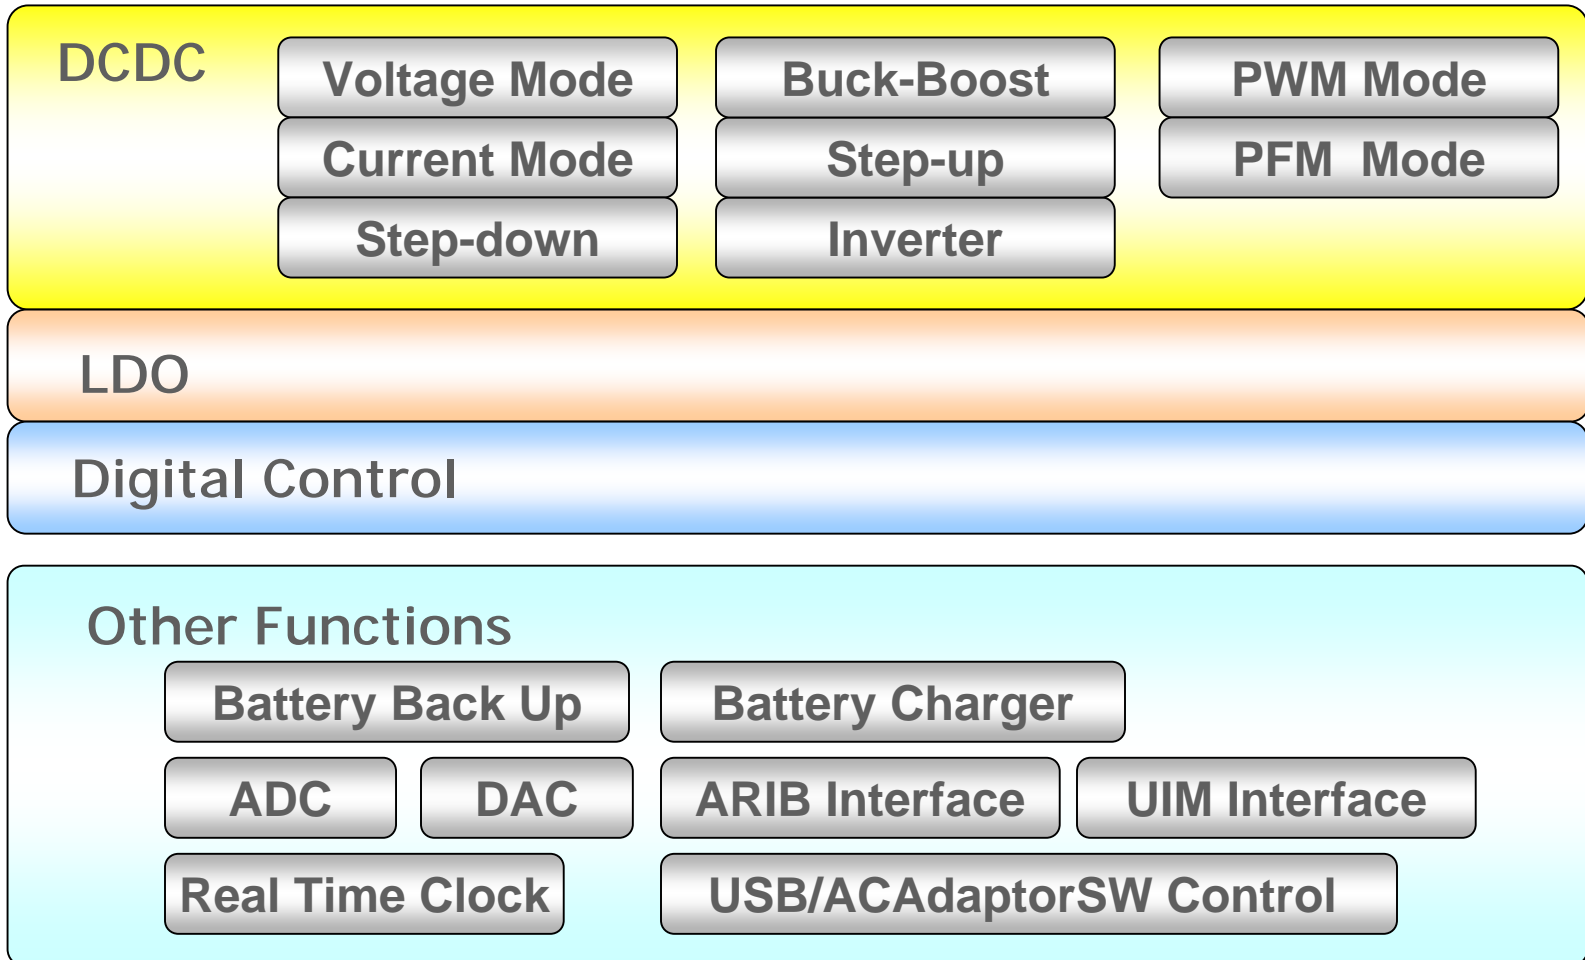 DCDC
Voltage Mode
Buck-Boost
PWM Mode
Current Mode
Step-up
PFM  Mode
Step-down
Inverter
LDO
Digital Control
Other Functions
Battery Back Up
Battery Charger
ADC
DAC
ARIB Interface
UIM Interface
Real Time Clock
USB/ACAdaptorSW Control